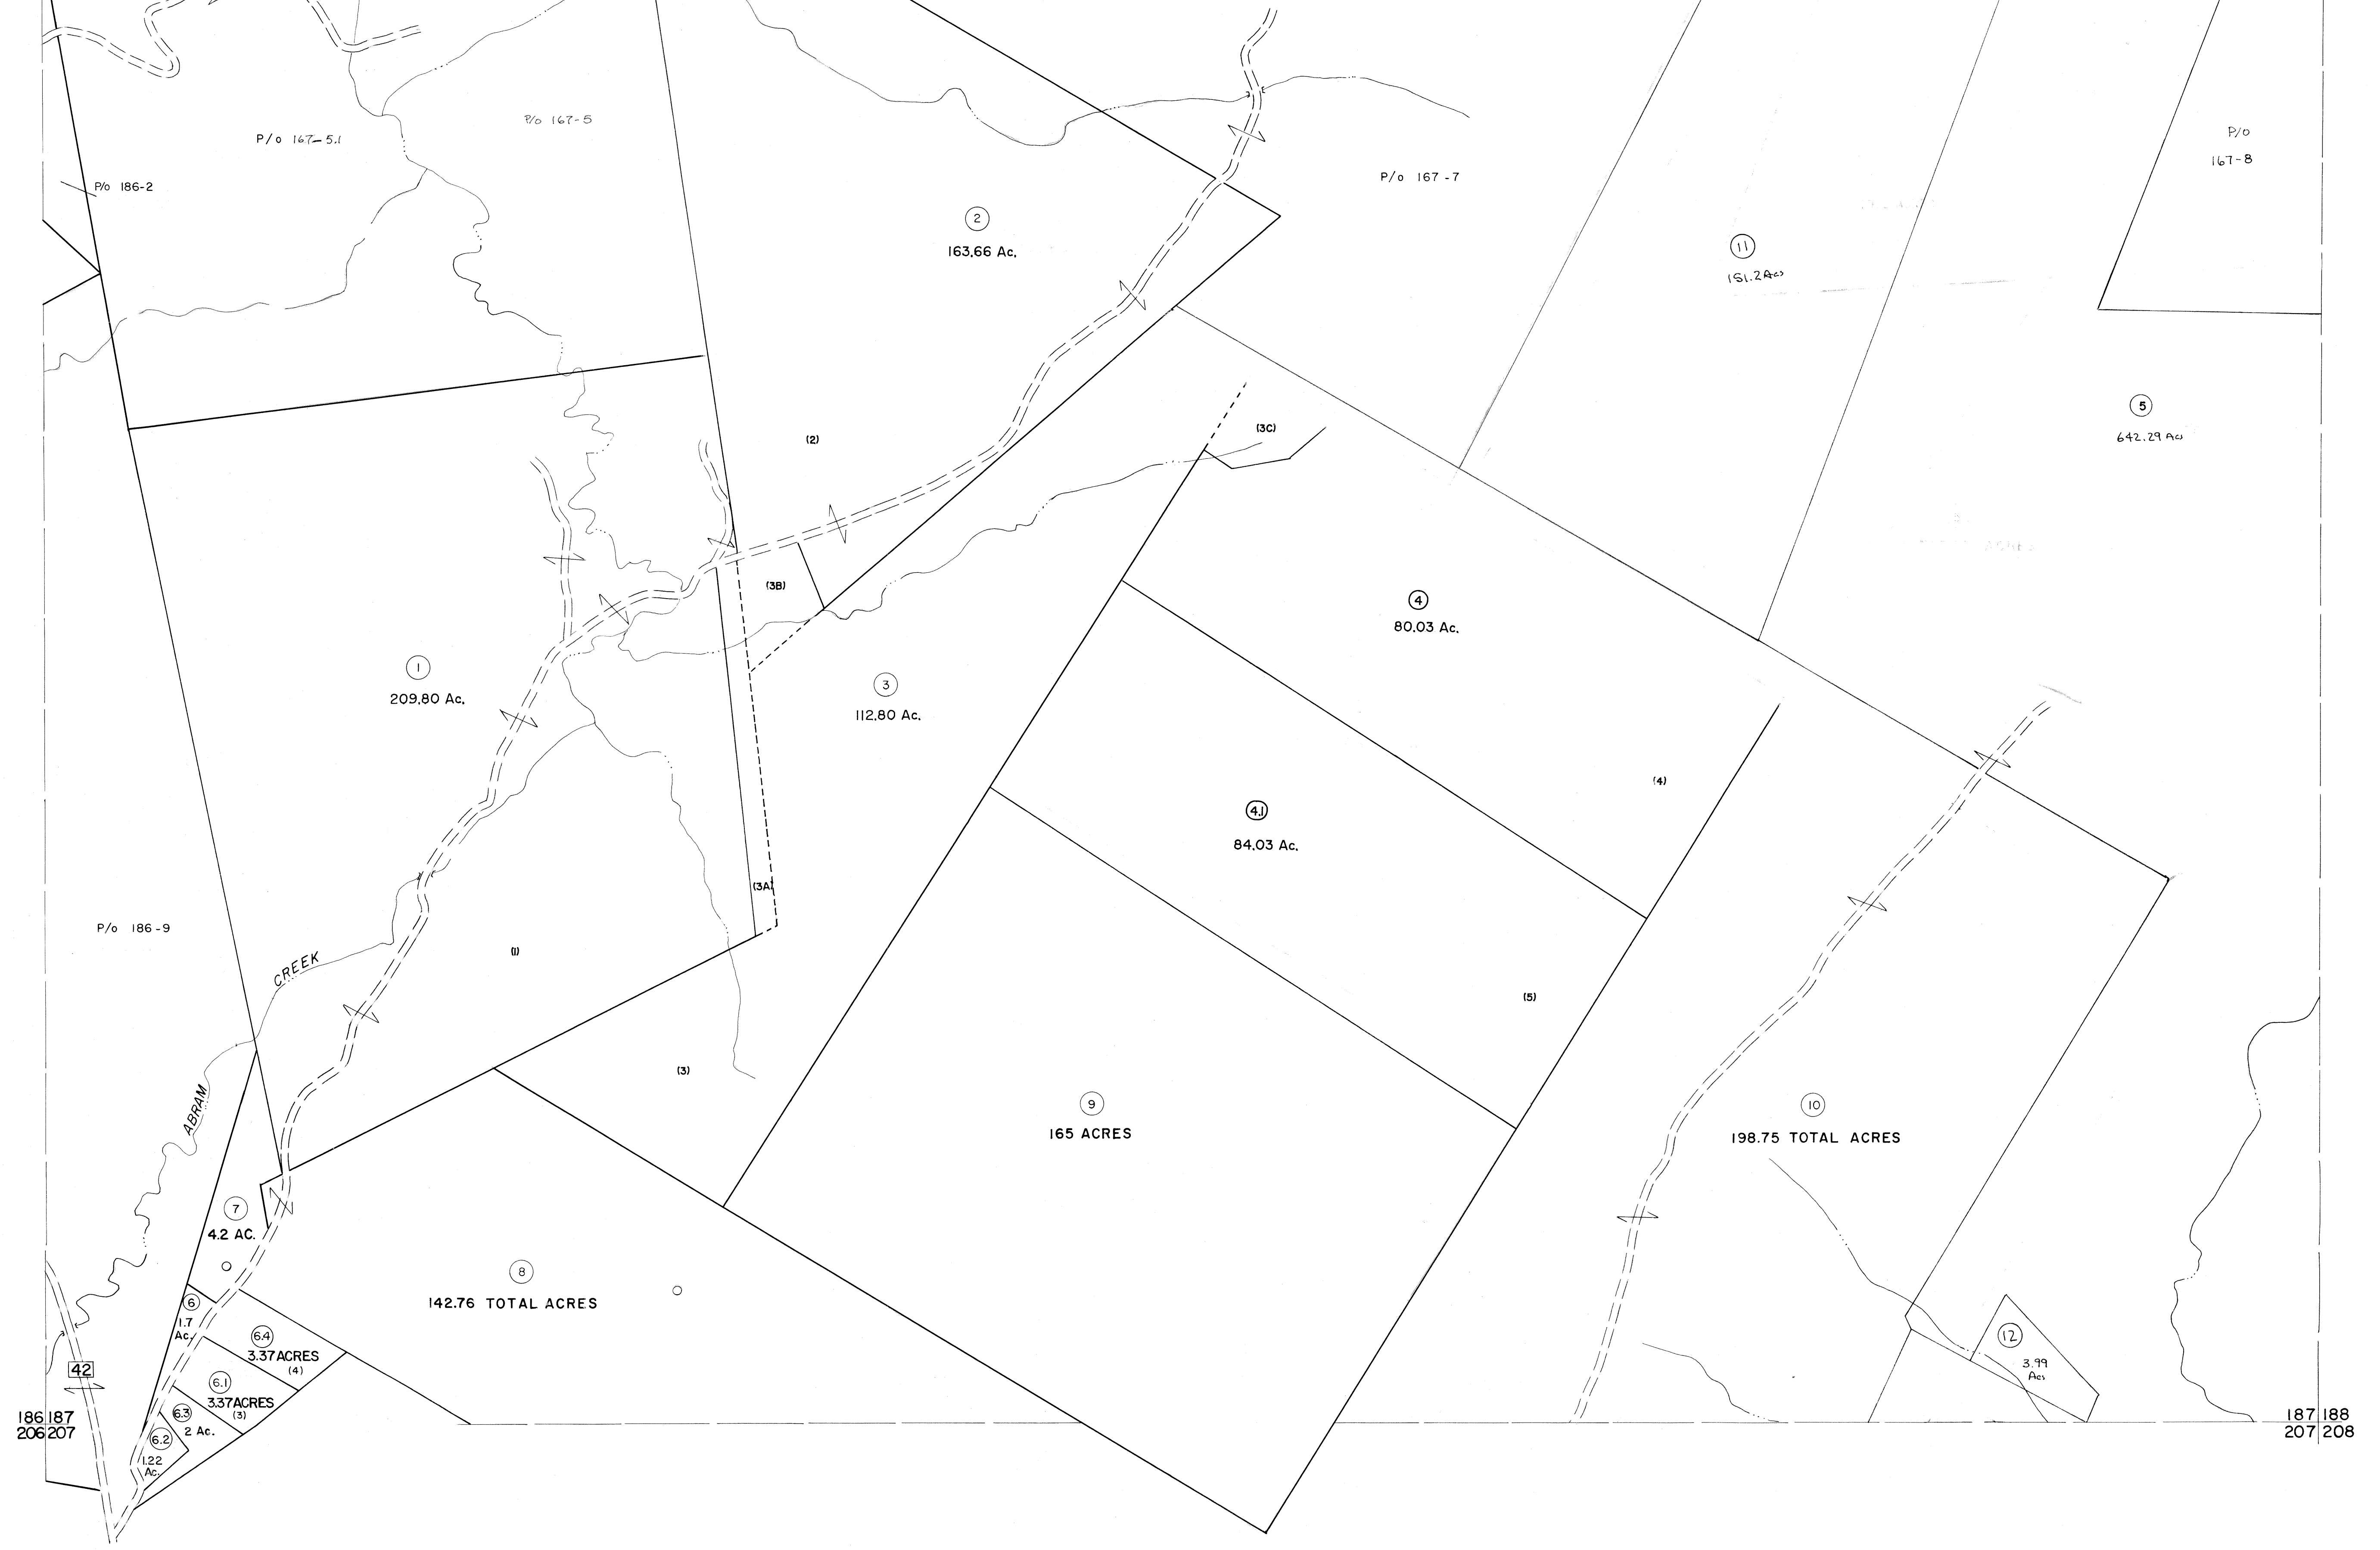 P/o 167-5
P/o 167-5.1
P/o
167-8
P/o 167-7
P/o 186-2
2
163.66 Ac.
11
151.2 Acs
5
642.29 Acs
(3C)
(2)
(3B)
4
80.03 Ac.
1
209.80 Ac.
3
112.80 Ac.
(4)
4.1
84.03 Ac.
(3A)
P/o 186-9
(1)
CREEK
(5)
(3)
ABRAM
9
165 ACRES
10
198.75 TOTAL ACRES
7
4.2 AC.
8
142.76 TOTAL ACRES
6
1.7
Ac.
6.4
3.37 ACRES
(4)
12
3.99
Acs
42
6.1
3.37 ACRES
(3)
6.3
2 Ac.
6.2
1.22
Ac.
186 187
206 207
187 188
207 208